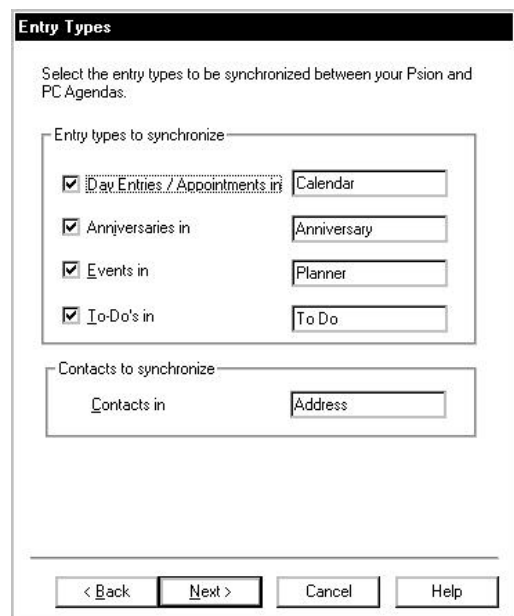 Entry Types
Select the entry types to be synchronized between your Psion and
PC Agendas.
Entry types to synchronize
Day Entries / Appointments in Calendar
Anniversaries in Anniversary
Events in Planner
To-Do's in To Do
Contacts to synchronize
Contacts in Address
< Back Next > Cancel Help